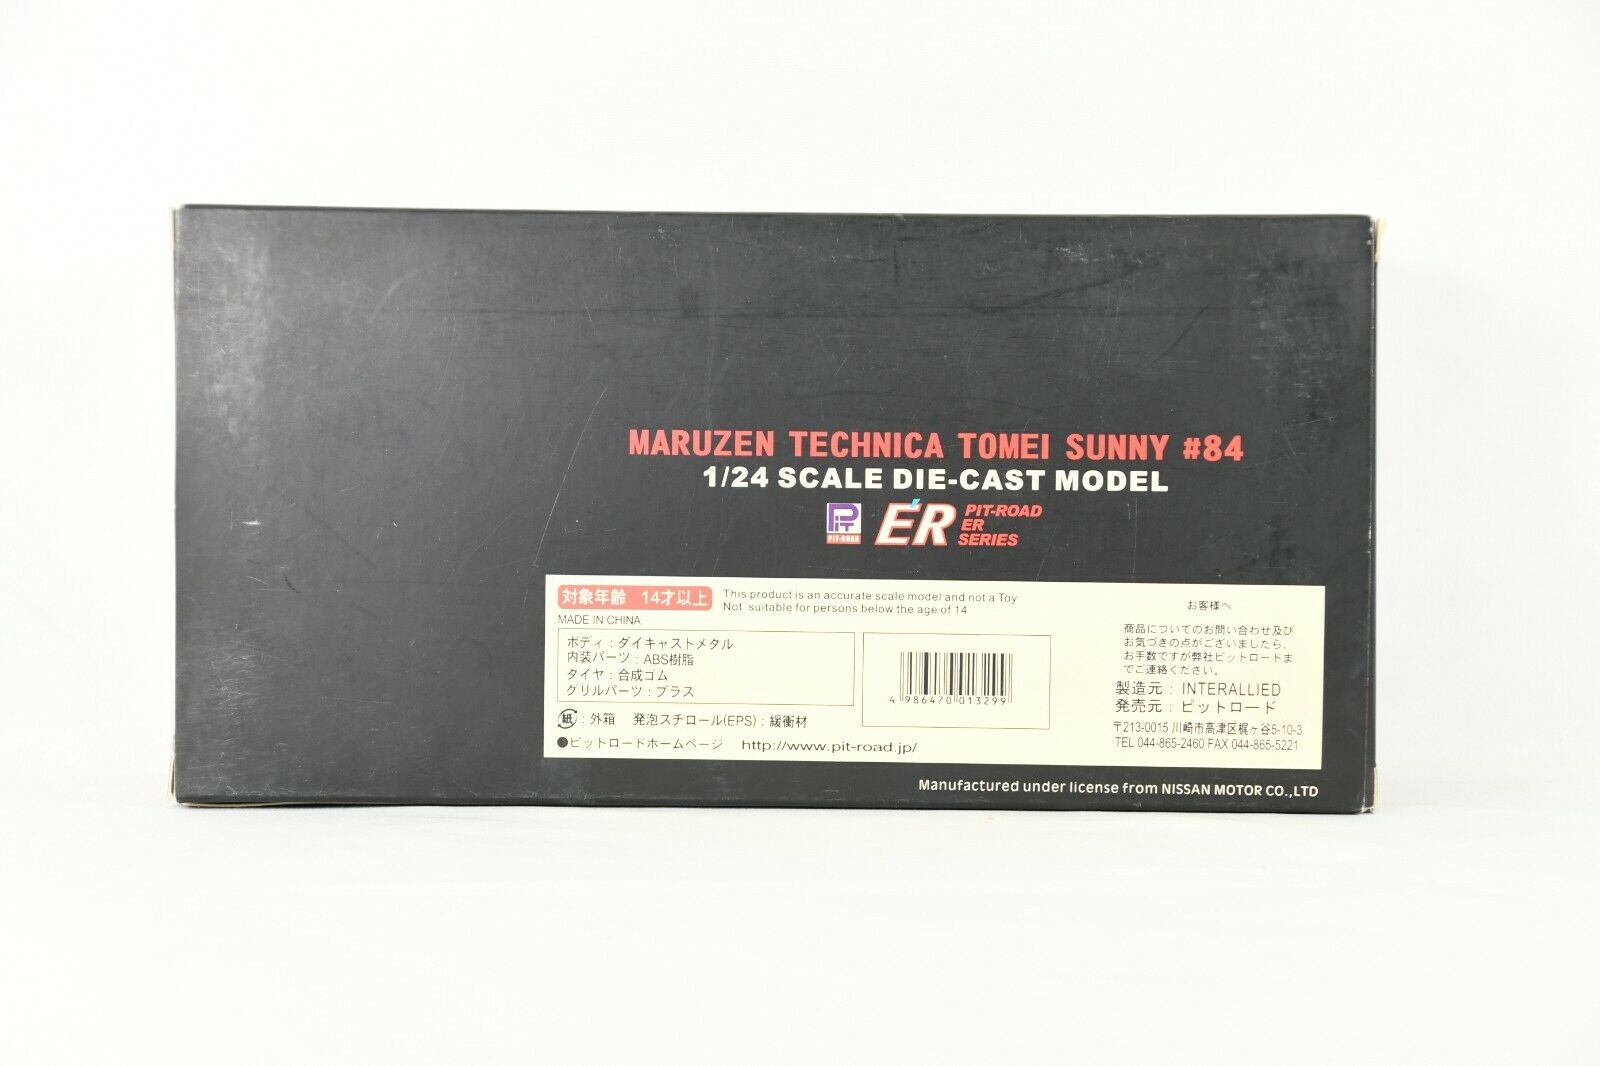 MARUZEN TECHNICA TOMEI SUNNY #84
1/24 SCALE DIE-CAST MODEL
PiT
PIT-ROAD
E'R
PIT-ROAD
ER
SERIES
対象年齢 14才以上
This product is an accurate scale model and not a Toy
Not suitable for persons below the age of 14
MADE IN CHINA
ボディ：ダイキャストメタル
内装パーツ：ABS樹脂
タイヤ：合成ゴム
グリルパーツ：プラス
紙：外箱 発泡スチロール(EPS)：緩衝材
●ピットロードホームページ http://www.pit-road.jp/
4 986470 013299
お客様へ
商品についてのお問い合わせ及び
お気づきの点がございましたら、
お手数ですが弊社ピットロードま
でご連絡ください。
製造元：INTERALLIED
発売元：ピットロード
〒213-0015 川崎市高津区梶ヶ谷5-10-3
TEL 044-865-2460 FAX 044-865-5221
Manufactured under license from NISSAN MOTOR CO.,LTD